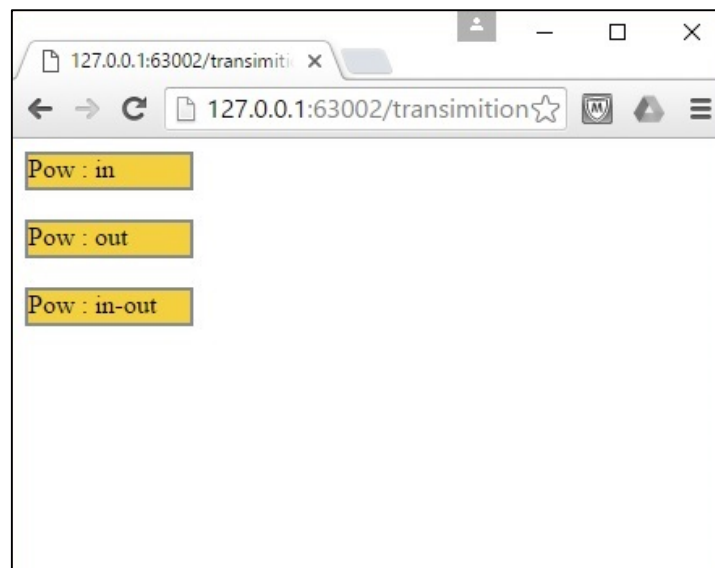 127.0.0.1:63002/transimiti
127.0.0.1:63002/transimition
Pow : in
Pow : out
Pow : in-out